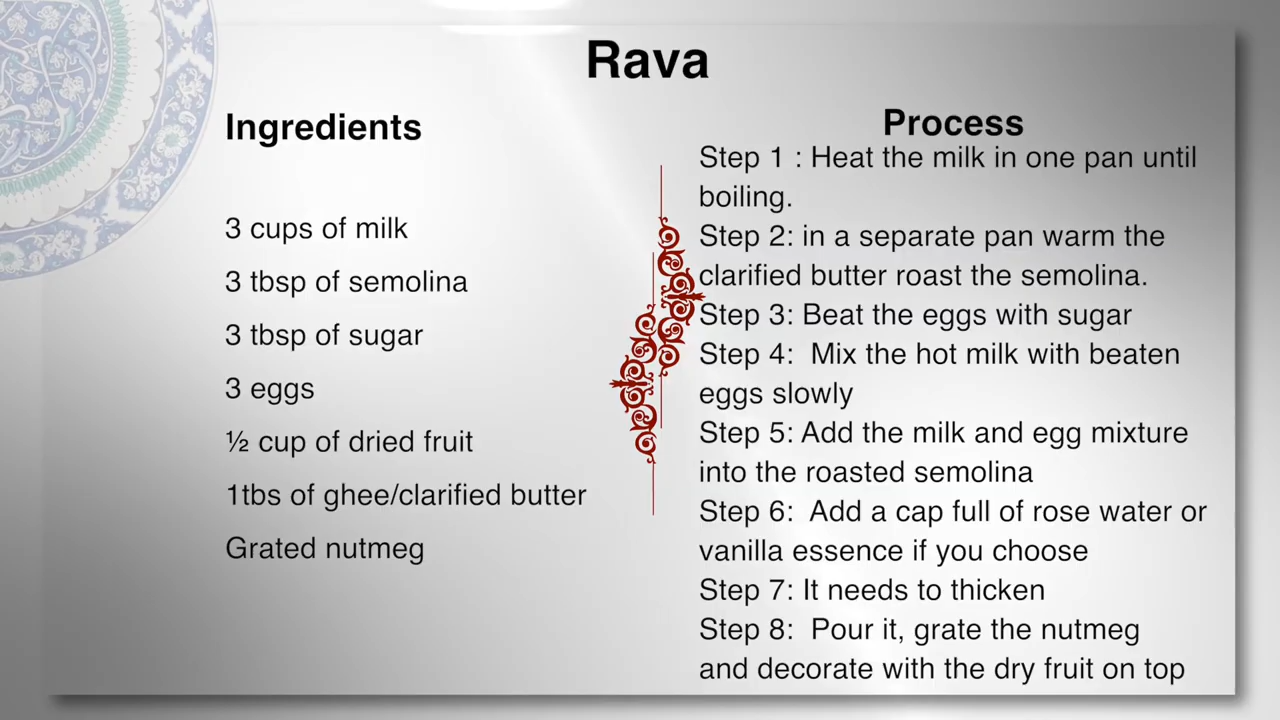 Rava
Ingredients
3 cups of milk
3 tbsp of semolina
3 tbsp of sugar
3 eggs
½ cup of dried fruit
1tbs of ghee/clarified butter
Grated nutmeg
Process
Step 1 : Heat the milk in one pan until
boiling.
Step 2: in a separate pan warm the
clarified butter roast the semolina.
Step 3: Beat the eggs with sugar
Step 4:  Mix the hot milk with beaten
eggs slowly
Step 5: Add the milk and egg mixture
into the roasted semolina
Step 6:  Add a cap full of rose water or
vanilla essence if you choose
Step 7: It needs to thicken
Step 8:  Pour it, grate the nutmeg
and decorate with the dry fruit on top